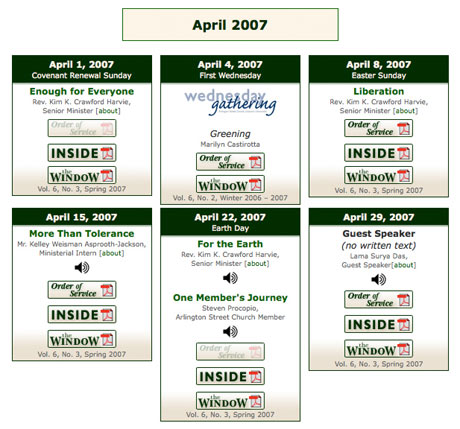 April 2007
April 1, 2007
Covenant Renewal Sunday
Enough for Everyone
Rev. Kim K. Crawford Harvie,
Senior Minister [about]
Order of
Service
INSIDE
the
WINDOW
Vol. 6, No. 3, Spring 2007
April 4, 2007
First Wednesday
wednesday
gathering
Greening
Marilyn Castirotta
Order of
Service
the
WINDOW
Vol. 6, No. 2, Winter 2006 - 2007
April 8, 2007
Easter Sunday
Liberation
Rev. Kim K. Crawford Harvie,
Senior Minister [about]
Order of
Service
INSIDE
the
WINDOW
Vol. 6, No. 3, Spring 2007
April 15, 2007
More Than Tolerance
Mr. Kelley Weisman Asprooth-Jackson,
Ministerial Intern [about]
Order of
Service
INSIDE
the
WINDOW
Vol. 6, No. 3, Spring 2007
April 22, 2007
Earth Day
For the Earth
Rev. Kim K. Crawford Harvie,
Senior Minister [about]
One Member's Journey
Steven Procopio,
Arlington Street Church Member
Order of
Service
INSIDE
the
WINDOW
Vol. 6, No. 3, Spring 2007
April 29, 2007
Guest Speaker
(no written text)
Lama Surya Das,
Guest Speaker[about]
Order of
Service
INSIDE
the
WINDOW
Vol. 6, No. 3, Spring 2007